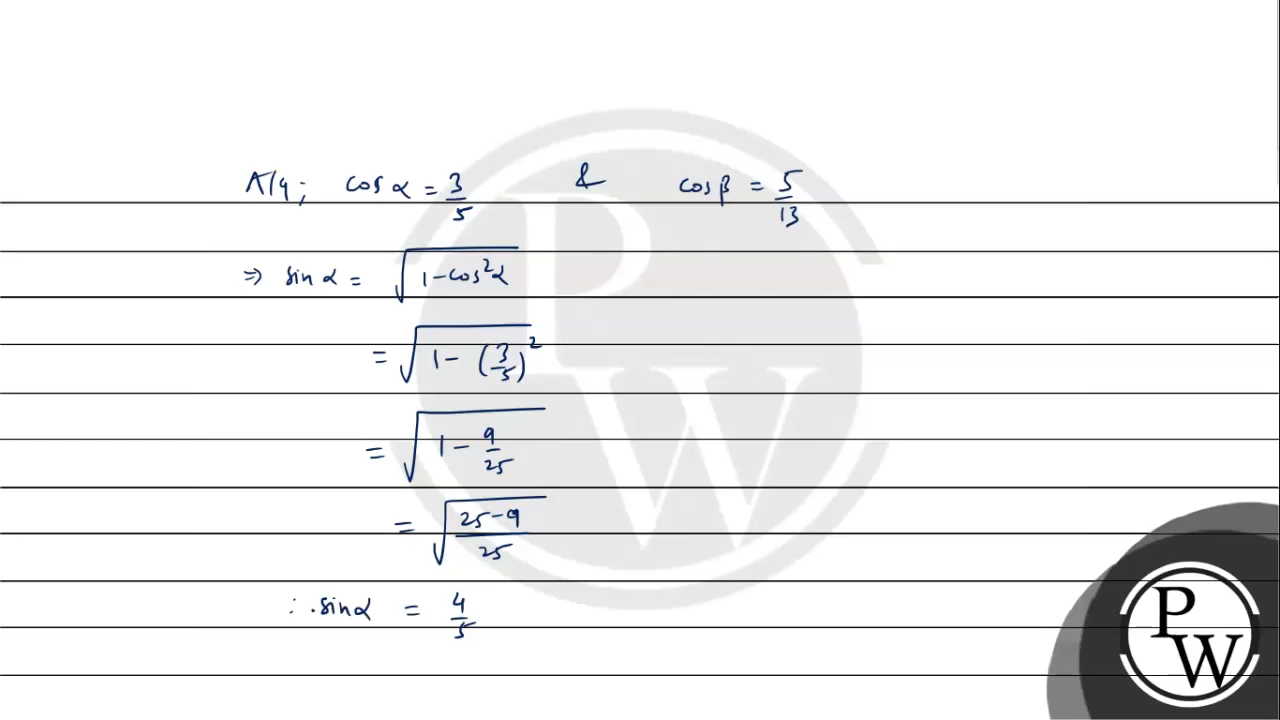 A/q; cos α = 3/5 & cos β = 5/13
⇒ sin α = √(1-cos²α)
= √(1-(3/5)²)
= √(1-9/25)
= √((25-9)/25)
∴ sin α = 4/5
PW
PW